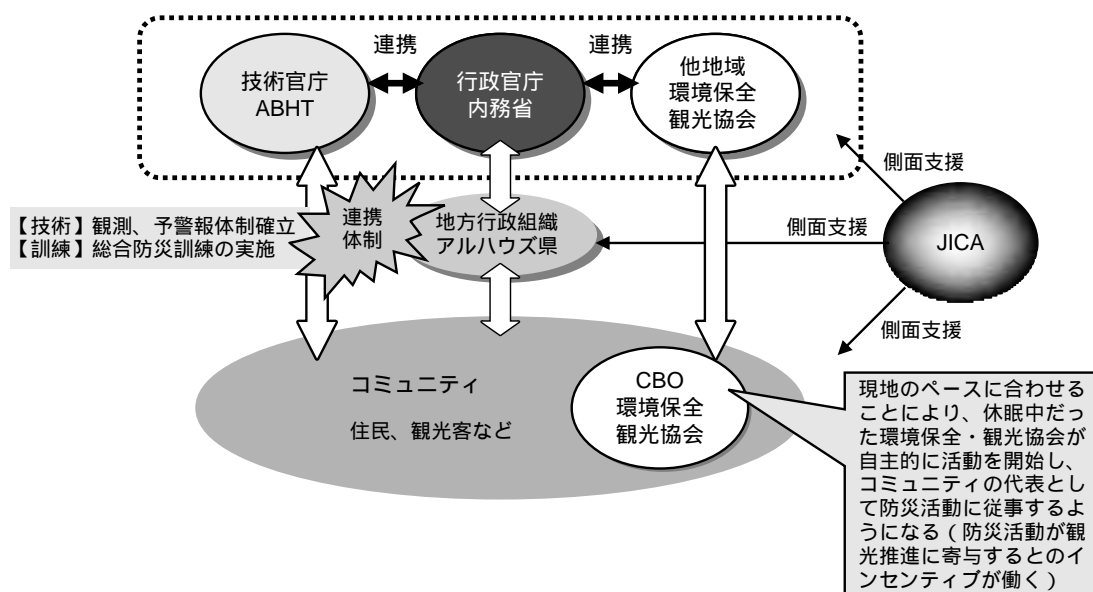 連携
連携
技術官庁
ABHT
行政官庁
内務省
他地域
環境保全
観光協会
側面支援
【技術】観測、予警報体制確立
【訓練】総合防災訓練の実施
連携
体制
地方行政組織
アルハウズ県
側面支援
JICA
側面支援
コミュニティ
住民、観光客など
CBO
環境保全
観光協会
現地のペースに合わせる
ことにより、休眠中だっ
た環境保全・観光協会が
自主的に活動を開始し、
コミュニティの代表とし
て防災活動に従事するよ
うになる（防災活動が観
光推進に寄与するとのイ
ンセンティブが働く）